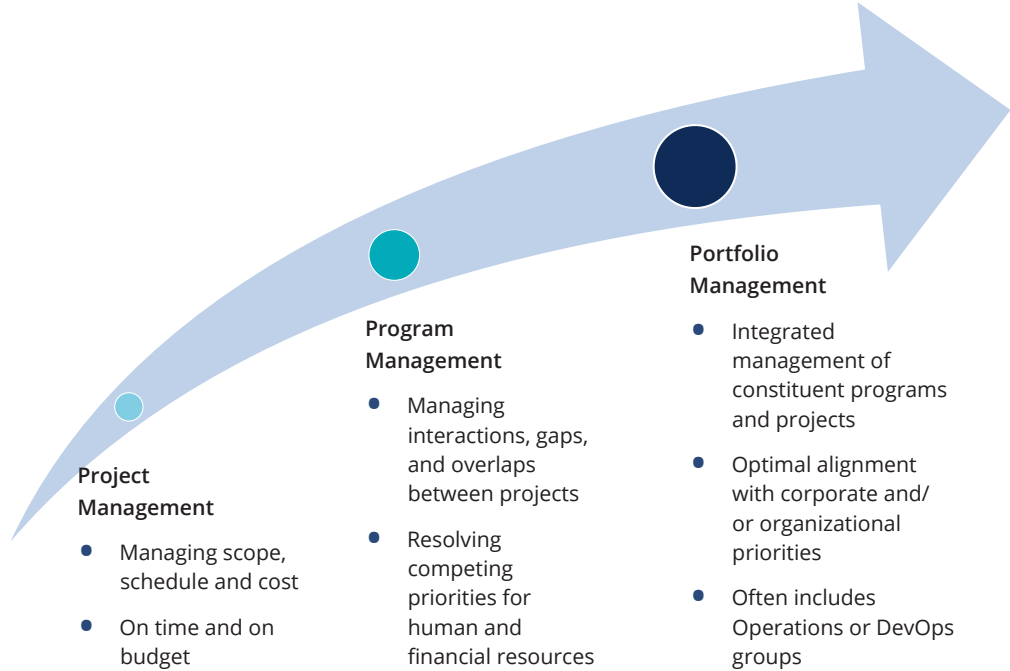 Project
Management
• Managing scope,
schedule and cost
• On time and on
budget
Program
Management
• Managing
interactions, gaps,
and overlaps
between projects
• Resolving
competing
priorities for
human and
financial resources
Portfolio
Management
• Integrated
management of
constituent programs
and projects
• Optimal alignment
with corporate and/
or organizational
priorities
• Often includes
Operations or DevOps
groups